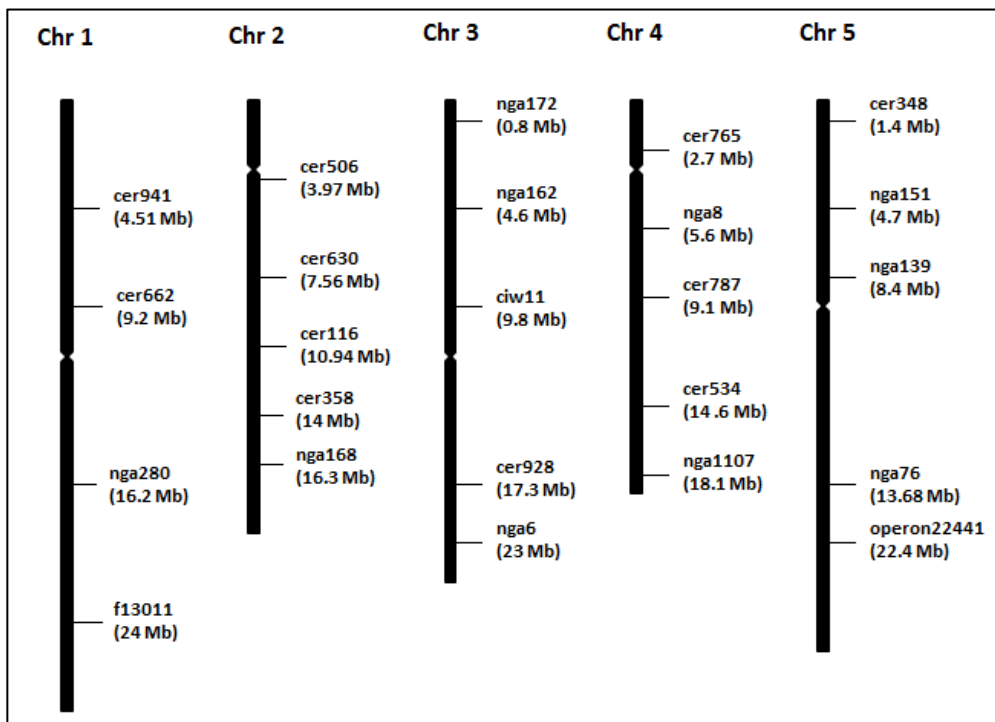 Chr 1
Chr 2
Chr 3
Chr 4
Chr 5
cer941
(4.51 Mb)
cer662
(9.2 Mb)
nga280
(16.2 Mb)
f13011
(24 Mb)
cer506
(3.97 Mb)
cer630
(7.56 Mb)
cer116
(10.94 Mb)
cer358
(14 Mb)
nga168
(16.3 Mb)
nga172
(0.8 Mb)
nga162
(4.6 Mb)
ciw11
(9.8 Mb)
cer928
(17.3 Mb)
nga6
(23 Mb)
cer765
(2.7 Mb)
nga8
(5.6 Mb)
cer787
(9.1 Mb)
cer534
(14 .6 Mb)
nga1107
(18.1 Mb)
cer348
(1.4 Mb)
nga151
(4.7 Mb)
nga139
(8.4 Mb)
nga76
(13.68 Mb)
operon22441
(22.4 Mb)